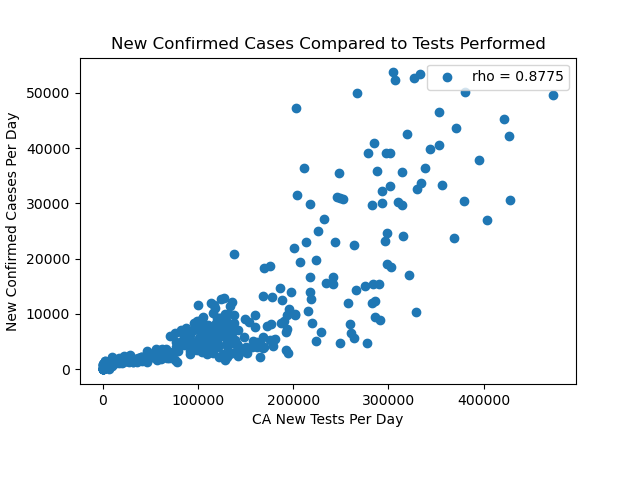 New Confirmed Cases Compared to Tests Performed
rho = 0.8775
50000
40000
30000
20000
10000
0
New Confirmed Caeses Per Day
0 100000 200000 300000 400000
CA New Tests Per Day